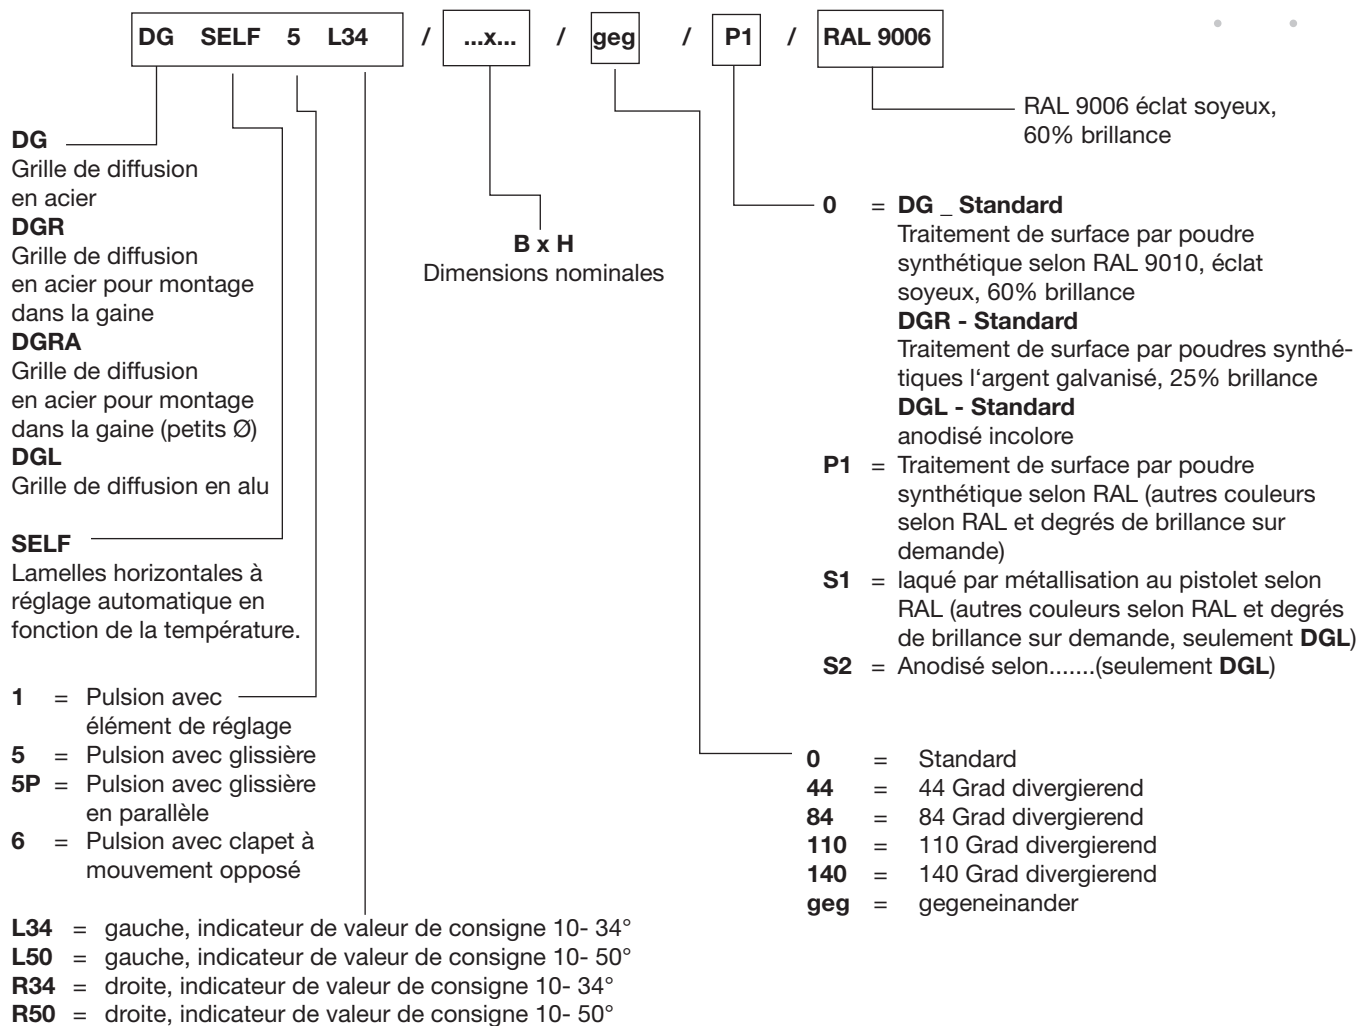 DG SELF 5 L34 / ...x... / geg / P1 / RAL 9006
RAL 9006 éclat soyeux,
60% brillance
DG
Grille de diffusion
en acier
DGR
Grille de diffusion
en acier pour montage
dans la gaine
DGRA
Grille de diffusion
en acier pour montage
dans la gaine (petits Ø)
DGL
Grille de diffusion en alu
SELF
Lamelles horizontales à
réglage automatique en
fonction de la température.
1 = Pulsion avec
élément de réglage
5 = Pulsion avec glissière
5P = Pulsion avec glissière
en parallèle
6 = Pulsion avec clapet à
mouvement opposé
L34 = gauche, indicateur de valeur de consigne 10- 34°
L50 = gauche, indicateur de valeur de consigne 10- 50°
R34 = droite, indicateur de valeur de consigne 10- 34°
R50 = droite, indicateur de valeur de consigne 10- 50°
B x H
Dimensions nominales
0 = DG _ Standard
Traitement de surface par poudre
synthétique selon RAL 9010, éclat
soyeux, 60% brillance
DGR - Standard
Traitement de surface par poudres synthé-
tiques l‘argent galvanisé, 25% brillance
DGL - Standard
anodisé incolore
P1 = Traitement de surface par poudre
synthétique selon RAL (autres couleurs
selon RAL et degrés de brillance sur
demande)
S1 = laqué par métallisation au pistolet selon
RAL (autres couleurs selon RAL et degrés
de brillance sur demande, seulement DGL)
S2 = Anodisé selon.......(seulement DGL)
0 = Standard
44 = 44 Grad divergierend
84 = 84 Grad divergierend
110 = 110 Grad divergierend
140 = 140 Grad divergierend
geg = gegeneinander